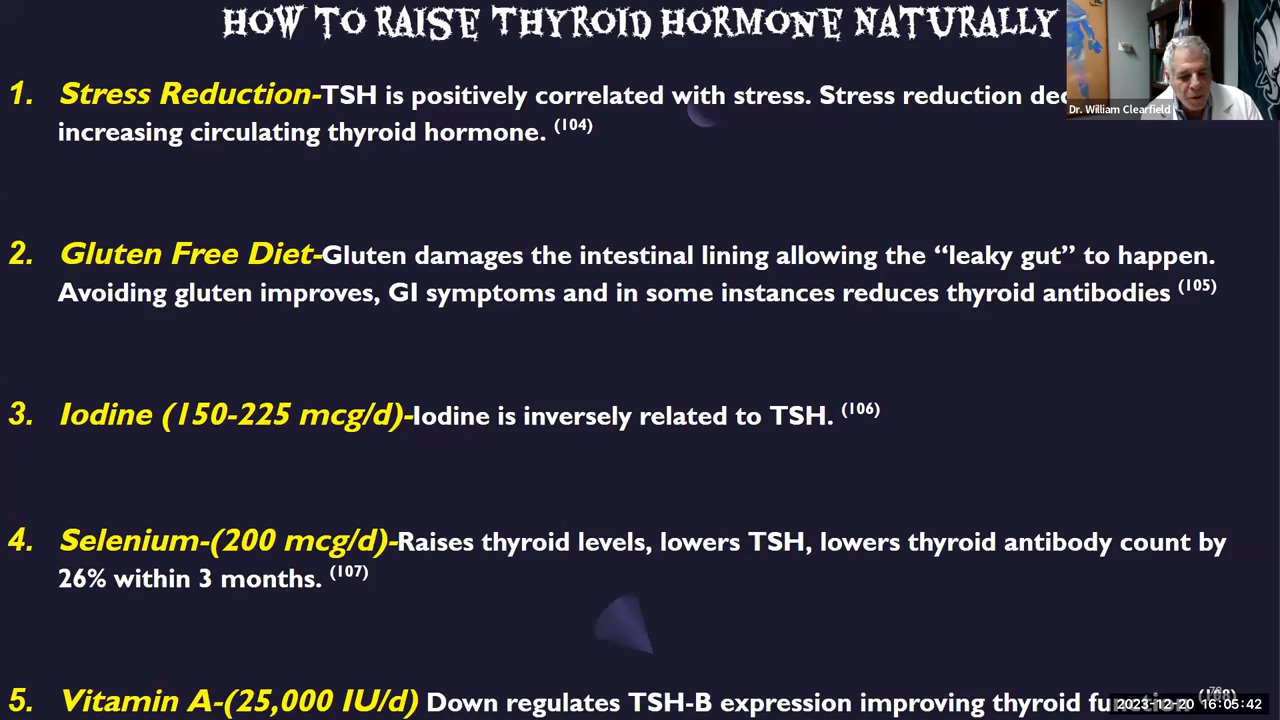 HOW TO RAISE THYROID HORMONE NATURALLY
Dr. William Clearfield
1. Stress Reduction-TSH is positively correlated with stress. Stress reduction
increasing circulating thyroid hormone. (104)
2. Gluten Free Diet-Gluten damages the intestinal lining allowing the “leaky gut” to happen.
Avoiding gluten improves, GI symptoms and in some instances reduces thyroid antibodies (105)
3. Iodine (150-225 mcg/d)-Iodine is inversely related to TSH. (106)
4. Selenium-(200 mcg/d)-Raises thyroid levels, lowers TSH, lowers thyroid antibody count by
26% within 3 months. (107)
5. Vitamin A-(25,000 IU/d) Down regulates TSH-B expression improving thyroid
2023-12-20 16:05:42